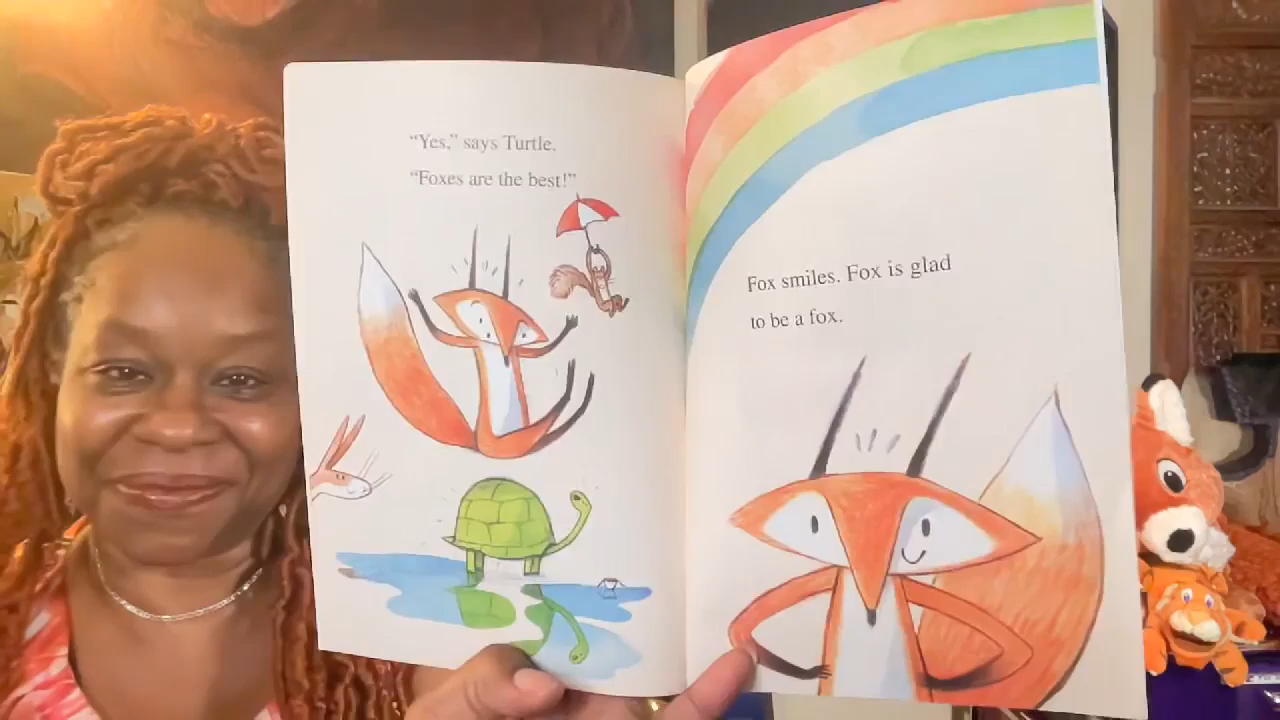 “Yes,” says Turtle.
“Foxes are the best!”
Fox smiles. Fox is glad
to be a fox.